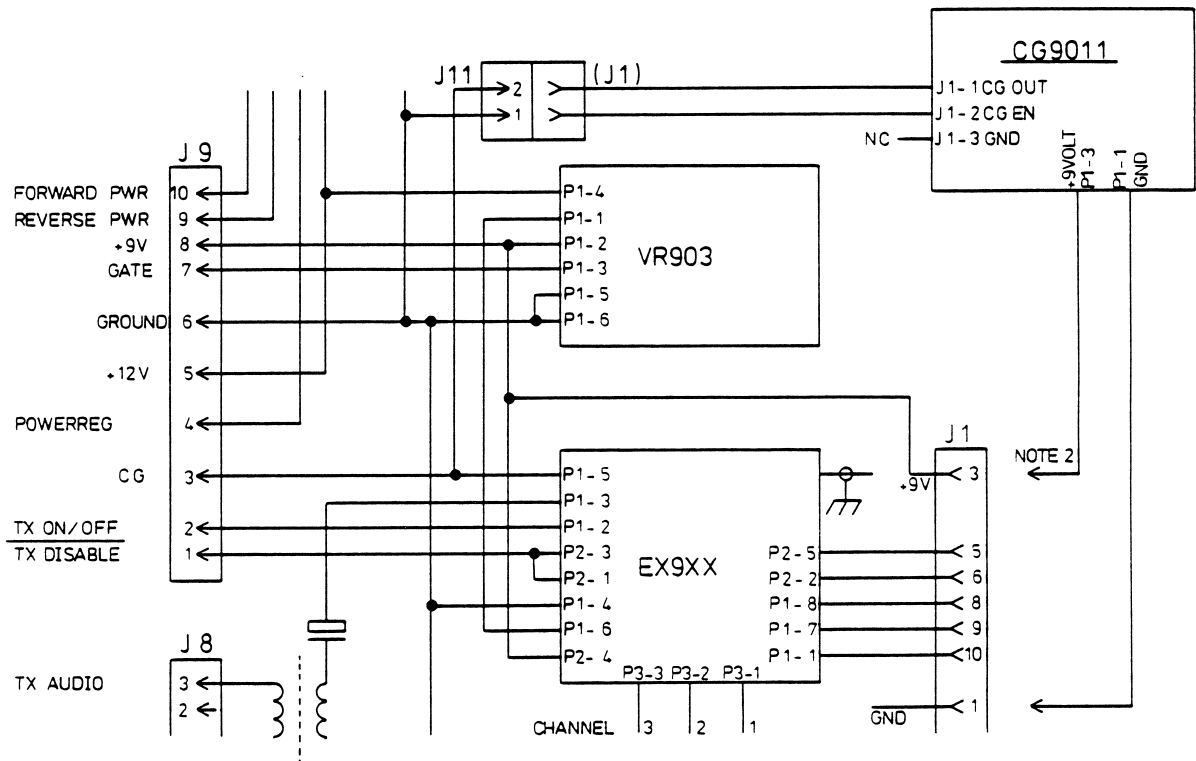 CG9011
J1-1 CG OUT
J1-2 CG EN
NC J1-3 GND
+9VOLT
P1-3
P1-1
GND
J11
(J1)
2
1
J9
FORWARD PWR 10
REVERSE PWR 9
+9V 8
GATE 7
GROUND 6
+12V 5
POWERREG 4
CG 3
TX ON/OFF 2
TX DISABLE 1
P1-4
P1-1
P1-2
P1-3
P1-5
P1-6
VR903
P1-5
P1-3
P1-2
P2-3
P2-1
P1-4
P1-6
P2-4
EX9XX
P2-5
P2-2
P1-8
P1-7
P1-1
P3-3 P3-2 P3-1
CHANNEL 3 2 1
J1
+9V 3
5
6
8
9
10
GND 1
NOTE 2
J8
TX AUDIO 3
2